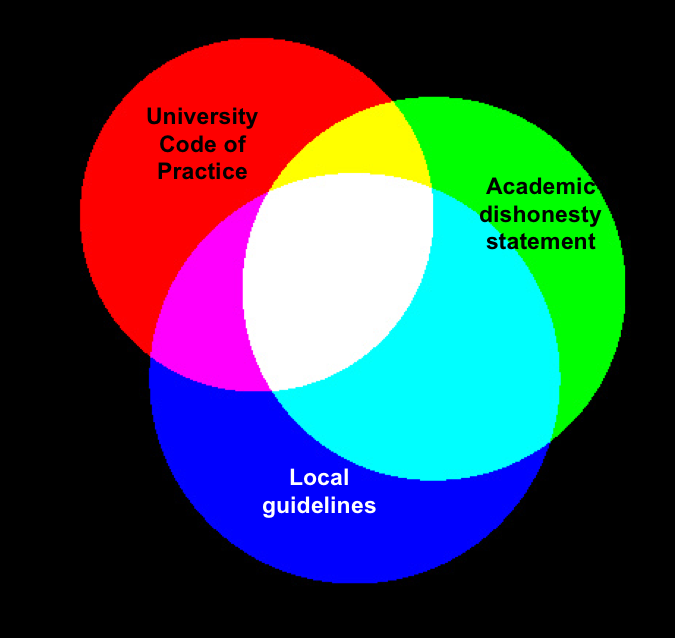 University
Code of
Practice
Academic
dishonesty
statement
Local
guidelines